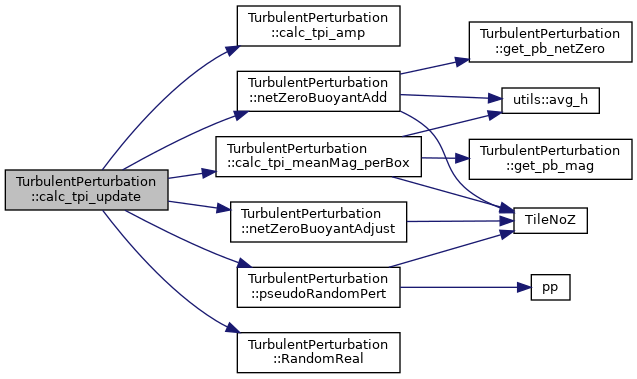 TurbulentPerturbation
::calc_tpi_update
TurbulentPerturbation
::calc_tpi_amp
TurbulentPerturbation
::netZeroBuoyantAdd
TurbulentPerturbation
::calc_tpi_meanMag_perBox
TurbulentPerturbation
::netZeroBuoyantAdjust
TurbulentPerturbation
::pseudoRandomPert
TurbulentPerturbation
::RandomReal
TurbulentPerturbation
::get_pb_netZero
utils::avg_h
TurbulentPerturbation
::get_pb_mag
TileNoZ
pp